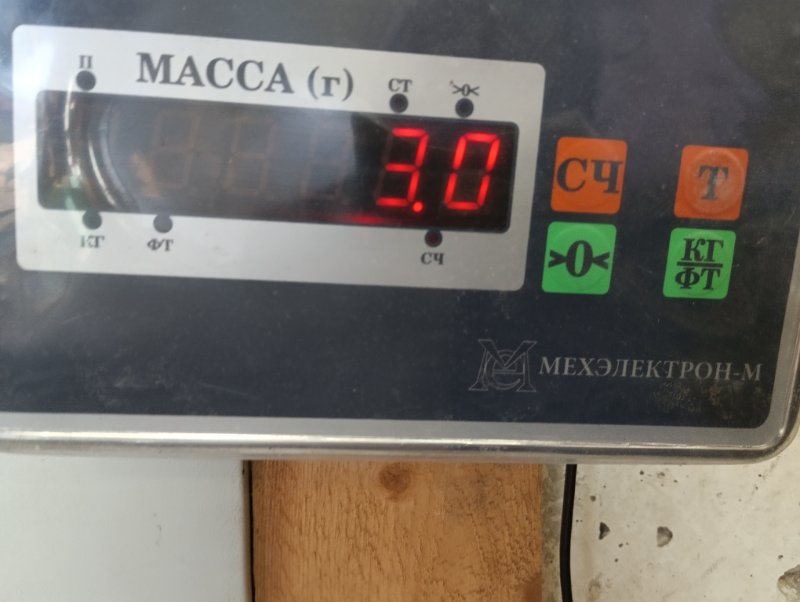 П
МАССА (г)
СТ
>0<
3.0
КГ
ФТ
СЧ
СЧ
Т
>0<
КГ
ФТ
МЕХЭЛЕКТРОН-М